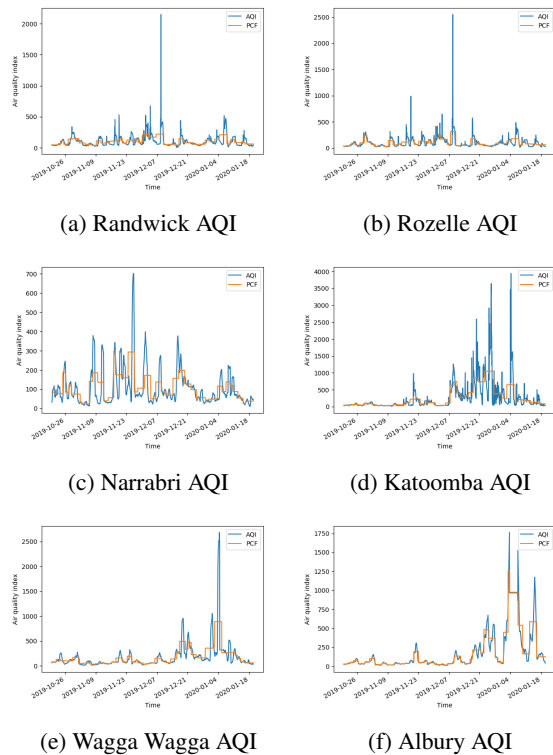 AQI
PCF
2000
1500
1000
500
0
Air quality index
2019-10-26
2019-11-09
2019-11-23
2019-12-07
2019-12-21
2020-01-04
2020-01-18
Time
(a) Randwick AQI
AQI
PCF
2500
2000
1500
1000
500
0
Air quality index
2019-10-26
2019-11-09
2019-11-23
2019-12-07
2019-12-21
2020-01-04
2020-01-18
Time
(b) Rozelle AQI
AQI
PCF
700
600
500
400
300
200
100
0
Air quality index
2019-10-26
2019-11-09
2019-11-23
2019-12-07
2019-12-21
2020-01-04
2020-01-18
Time
(c) Narrabri AQI
AQI
PCF
4000
3500
3000
2500
2000
1500
1000
500
0
Air quality index
2019-10-26
2019-11-09
2019-11-23
2019-12-07
2019-12-21
2020-01-04
2020-01-18
Time
(d) Katoomba AQI
AQI
PCF
2500
2000
1500
1000
500
0
Air quality index
2019-10-26
2019-11-09
2019-11-23
2019-12-07
2019-12-21
2020-01-04
2020-01-18
Time
(e) Wagga Wagga AQI
AQI
PCF
1750
1500
1250
1000
750
500
250
0
Air quality index
2019-10-26
2019-11-09
2019-11-23
2019-12-07
2019-12-21
2020-01-04
2020-01-18
Time
(f) Albury AQI